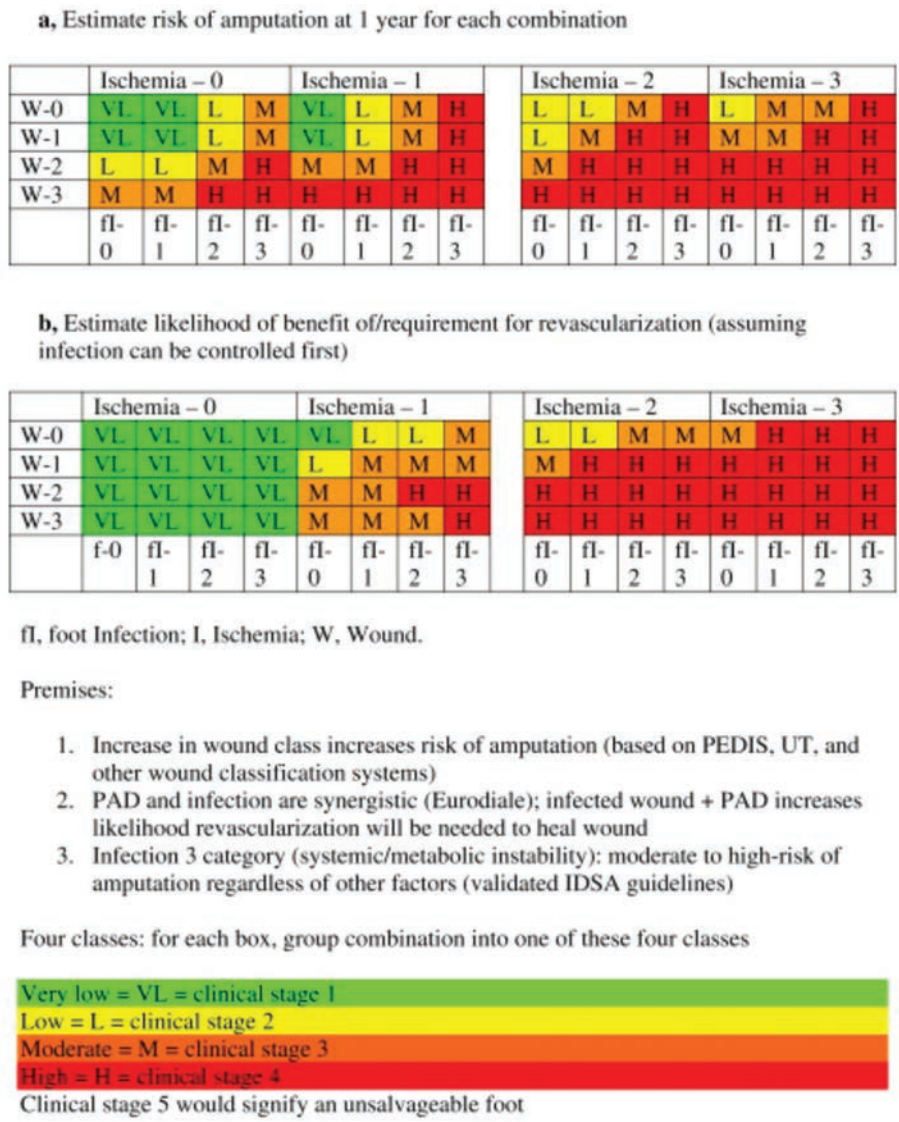 a, Estimate risk of amputation at 1 year for each combination
Ischemia – 0 Ischemia – 1 Ischemia – 2 Ischemia – 3
W-0 VL VL L M VL L M H L L M H L M M H
W-1 VL VL L M VL L M H L M H H M M H H
W-2 L L M H M M H H M H H H H H H H
W-3 M M H H H H H H H H H H H H H H
fI- fI- fI- fI- fI- fI- fI- fI- fI- fI- fI- fI- fI- fI- fI- fI-
0 1 2 3 0 1 2 3 0 1 2 3 0 1 2 3
b, Estimate likelihood of benefit of/requirement for revascularization (assuming
infection can be controlled first)
Ischemia – 0 Ischemia – 1 Ischemia – 2 Ischemia – 3
W-0 VL VL VL VL VL L L M L L M M M H H H
W-1 VL VL VL VL L M M M M H H H H H H H
W-2 VL VL VL VL M M H H H H H H H H H H
W-3 VL VL VL VL M M M H H H H H H H H H
f-0 fI- fI- fI- fI- fI- fI- fI- fI- fI- fI- fI- fI- fI- fI- fI-
1 2 3 0 1 2 3 0 1 2 3 0 1 2 3
fI, foot Infection; I, Ischemia; W, Wound.
Premises:
1. Increase in wound class increases risk of amputation (based on PEDIS, UT, and
other wound classification systems)
2. PAD and infection are synergistic (Eurodiale); infected wound + PAD increases
likelihood revascularization will be needed to heal wound
3. Infection 3 category (systemic/metabolic instability): moderate to high-risk of
amputation regardless of other factors (validated IDSA guidelines)
Four classes: for each box, group combination into one of these four classes
Very low = VL = clinical stage 1
Low = L = clinical stage 2
Moderate = M = clinical stage 3
High = H = clinical stage 4
Clinical stage 5 would signify an unsalvageable foot